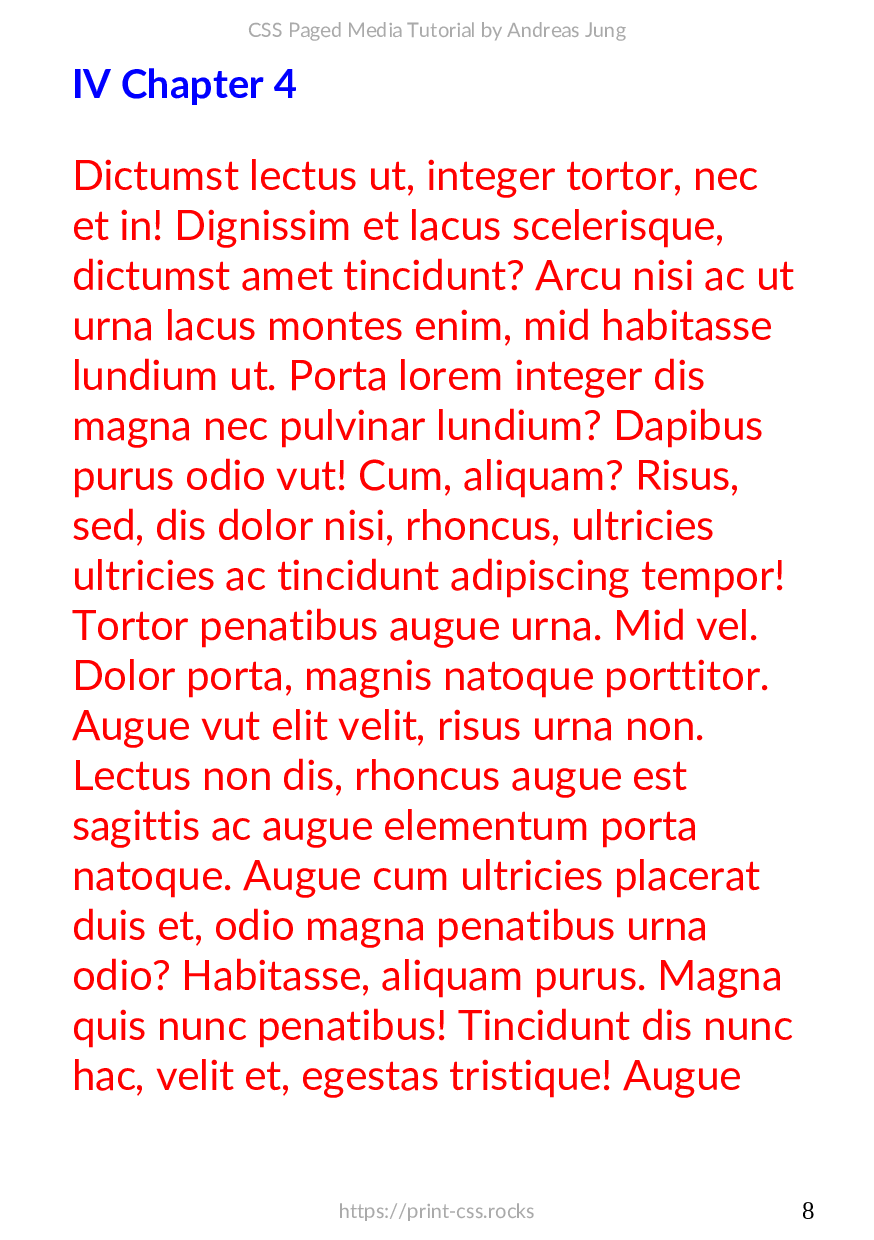 CSS Paged Media Tutorial by Andreas Jung
IV Chapter 4
Dictumst lectus ut, integer tortor, nec
et in! Dignissim et lacus scelerisque,
dictumst amet tincidunt? Arcu nisi ac ut
urna lacus montes enim, mid habitasse
lundium ut. Porta lorem integer dis
magna nec pulvinar lundium? Dapibus
purus odio vut! Cum, aliquam? Risus,
sed, dis dolor nisi, rhoncus, ultricies
ultricies ac tincidunt adipiscing tempor!
Tortor penatibus augue urna. Mid vel.
Dolor porta, magnis natoque porttitor.
Augue vut elit velit, risus urna non.
Lectus non dis, rhoncus augue est
sagittis ac augue elementum porta
natoque. Augue cum ultricies placerat
duis et, odio magna penatibus urna
odio? Habitasse, aliquam purus. Magna
quis nunc penatibus! Tincidunt dis nunc
hac, velit et, egestas tristique! Augue
https://print-css.rocks
8